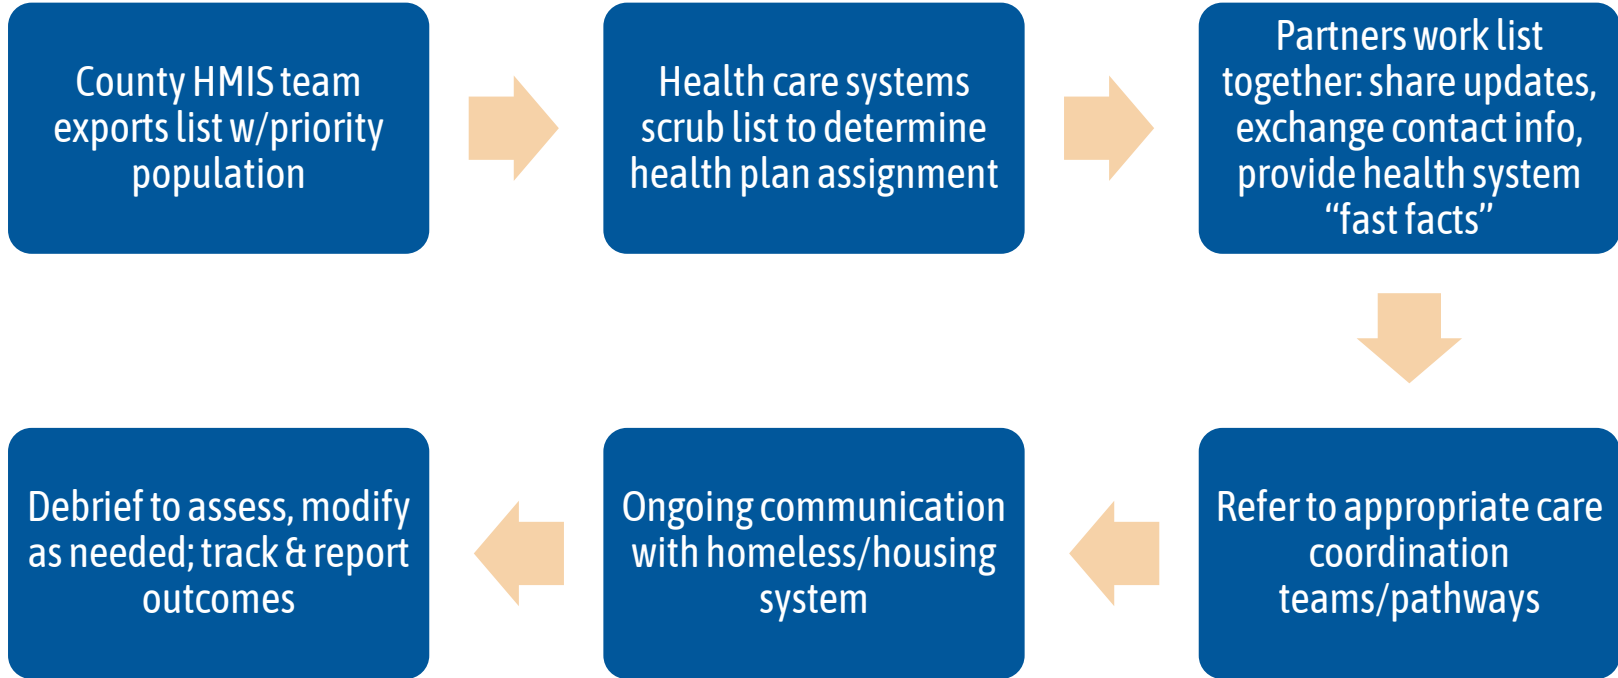 County HMIS team
exports list w/priority
population
Health care systems
scrub list to determine
health plan assignment
Partners work list
together: share updates,
exchange contact info,
provide health system
“fast facts”
Refer to appropriate care
coordination
teams/pathways
Ongoing communication
with homeless/housing
system
Debrief to assess, modify
as needed; track & report
outcomes